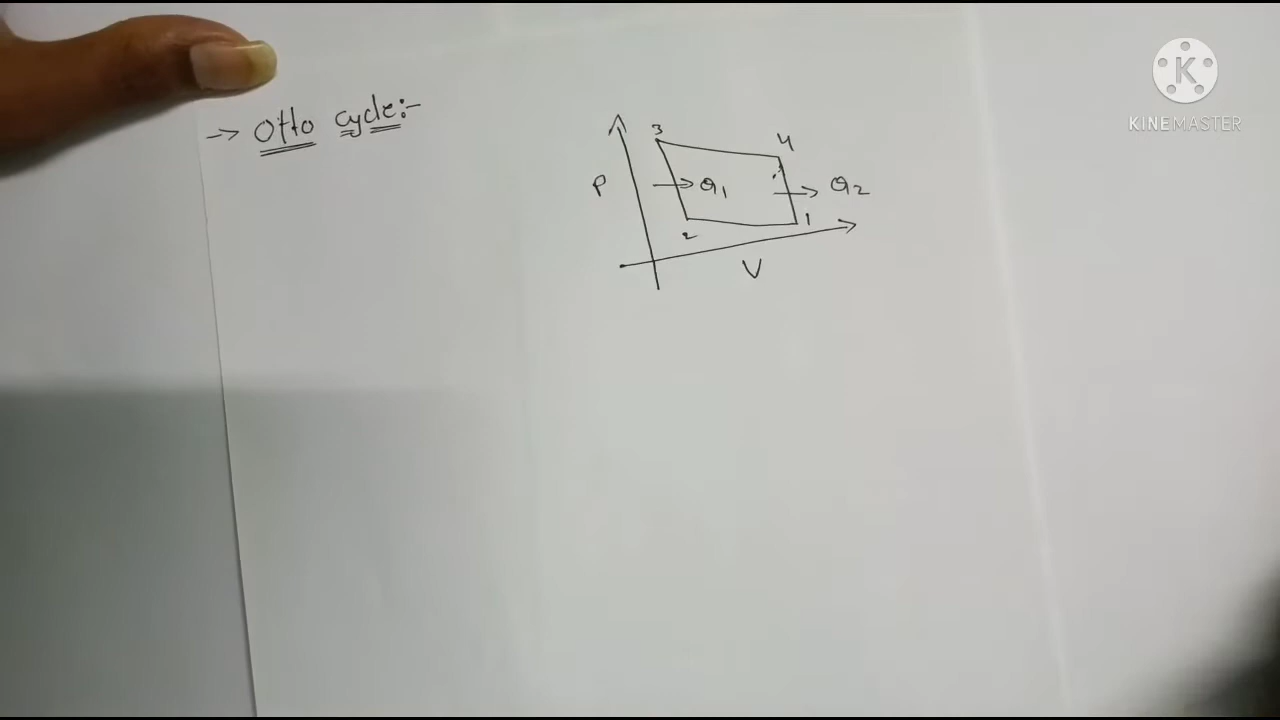 → Otto cycle:-
3
4
P
→ Q1
→ Q2
2
1
V
K
KINEMASTER